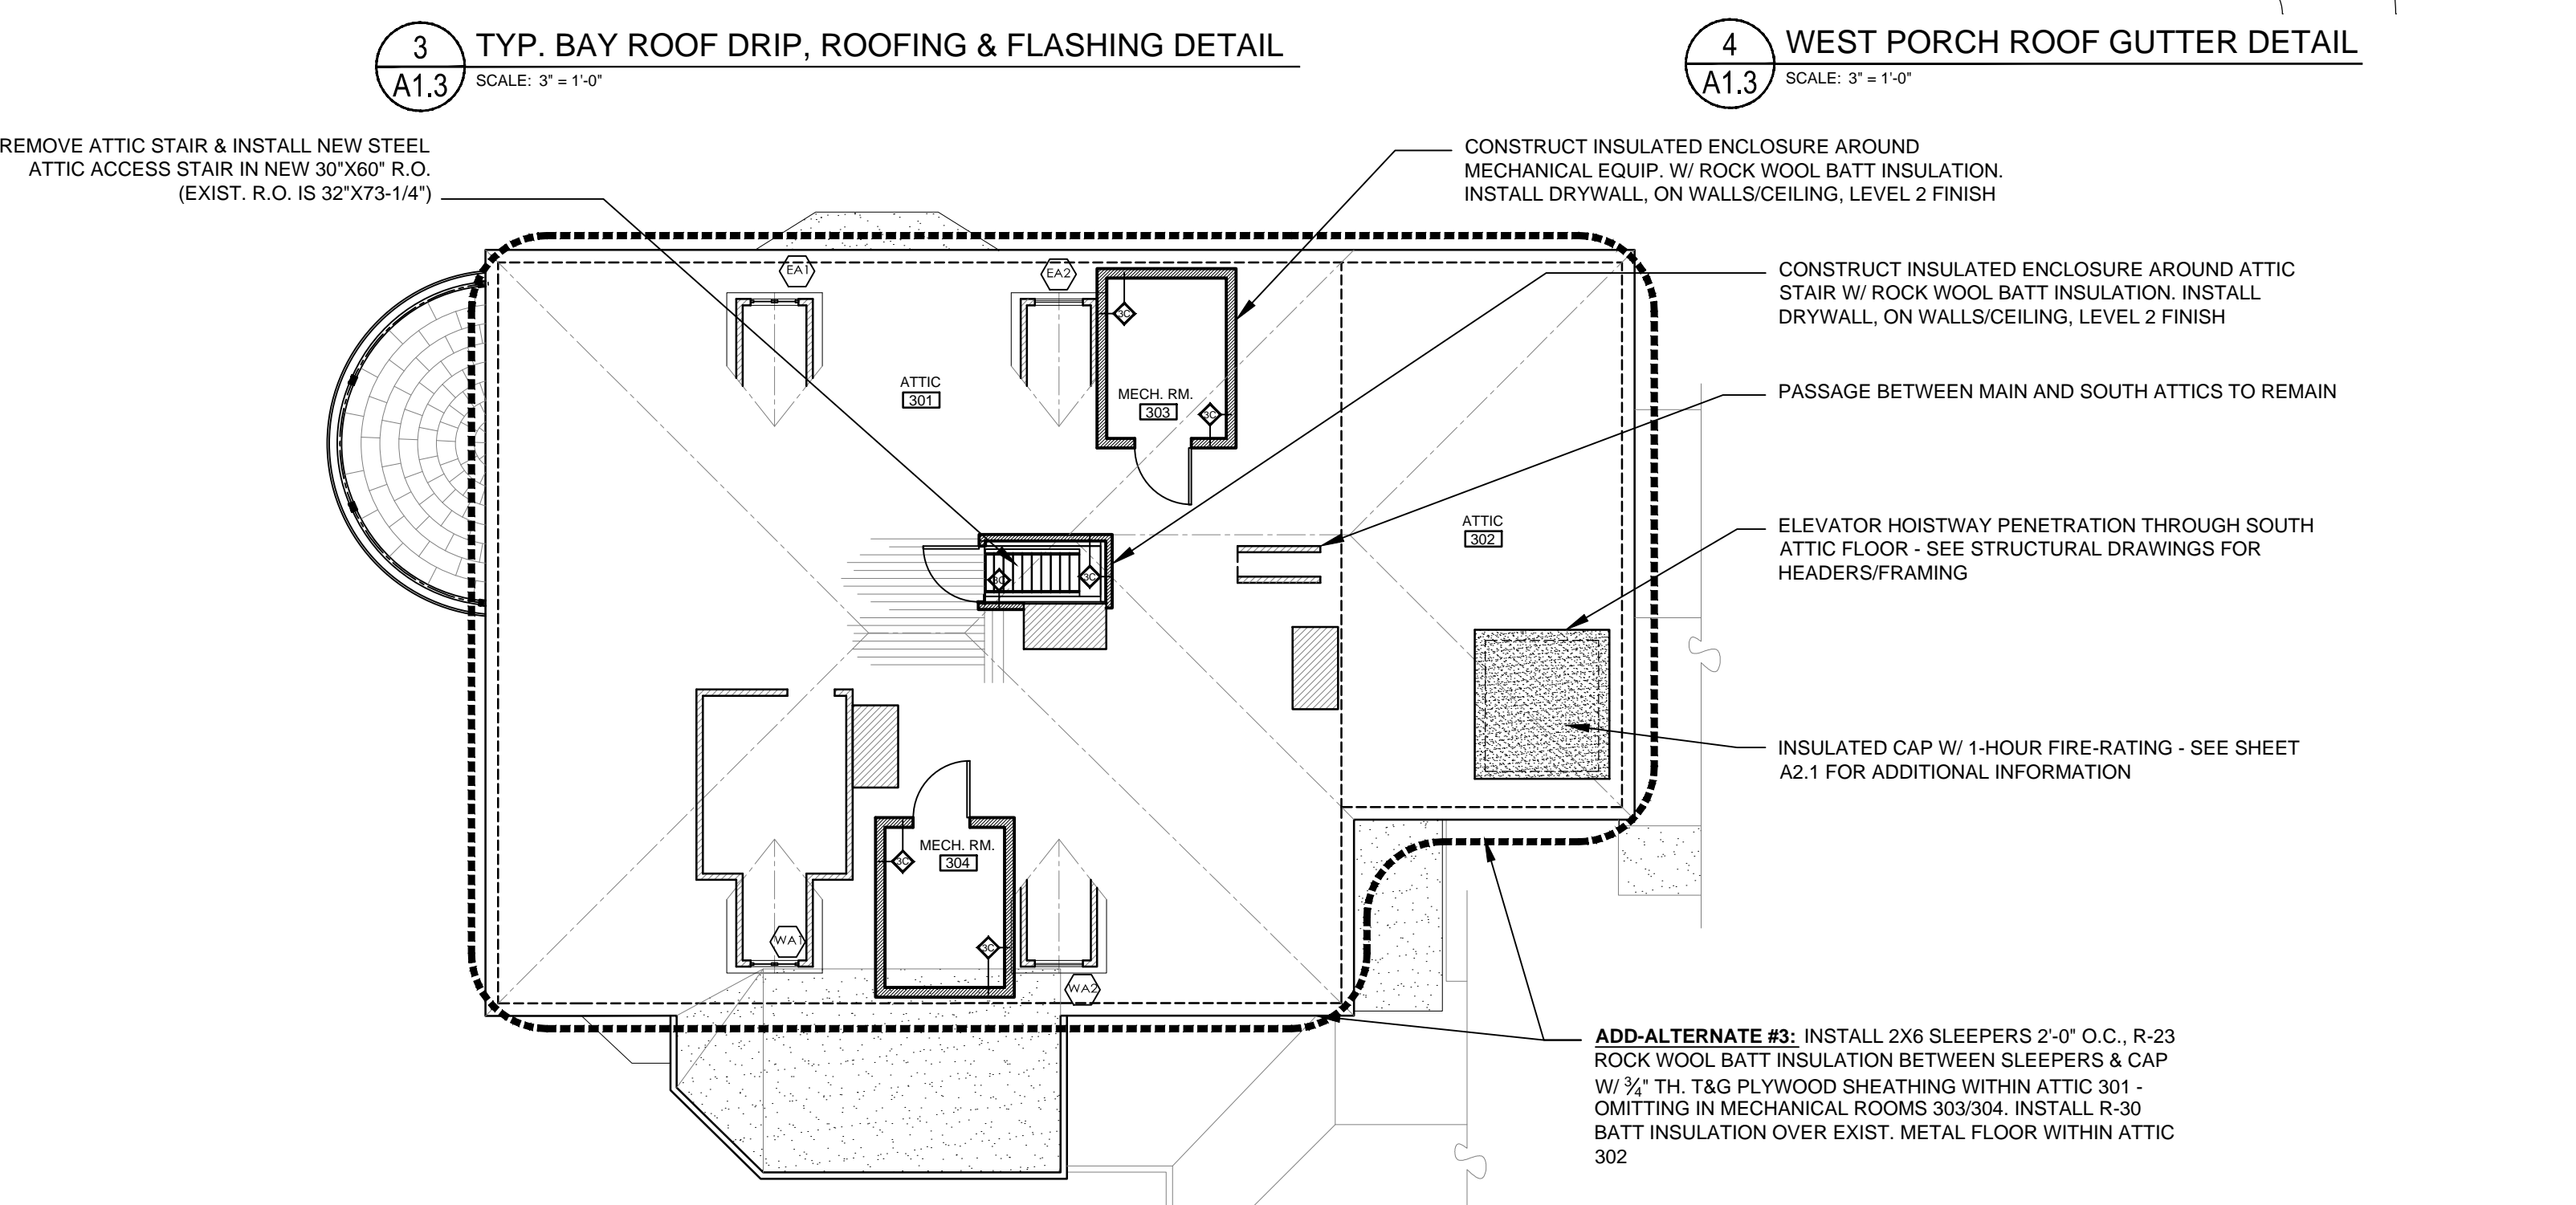 3
A1.3
TYP. BAY ROOF DRIP, ROOFING & FLASHING DETAIL
SCALE: 3" = 1'-0"
4
A1.3
WEST PORCH ROOF GUTTER DETAIL
SCALE: 3" = 1'-0"
REMOVE ATTIC STAIR & INSTALL NEW STEEL
ATTIC ACCESS STAIR IN NEW 30"X60" R.O.
(EXIST. R.O. IS 32"X73-1/4")
CONSTRUCT INSULATED ENCLOSURE AROUND
MECHANICAL EQUIP. W/ ROCK WOOL BATT INSULATION.
INSTALL DRYWALL, ON WALLS/CEILING, LEVEL 2 FINISH
CONSTRUCT INSULATED ENCLOSURE AROUND ATTIC
STAIR W/ ROCK WOOL BATT INSULATION. INSTALL
DRYWALL, ON WALLS/CEILING, LEVEL 2 FINISH
PASSAGE BETWEEN MAIN AND SOUTH ATTICS TO REMAIN
ELEVATOR HOISTWAY PENETRATION THROUGH SOUTH
ATTIC FLOOR - SEE STRUCTURAL DRAWINGS FOR
HEADERS/FRAMING
INSULATED CAP W/ 1-HOUR FIRE-RATING - SEE SHEET
A2.1 FOR ADDITIONAL INFORMATION
ADD-ALTERNATE #3: INSTALL 2X6 SLEEPERS 2'-0" O.C., R-23
ROCK WOOL BATT INSULATION BETWEEN SLEEPERS & CAP
W/ ¾" TH. T&G PLYWOOD SHEATHING WITHIN ATTIC 301 -
OMITTING IN MECHANICAL ROOMS 303/304. INSTALL R-30
BATT INSULATION OVER EXIST. METAL FLOOR WITHIN ATTIC
302
EA1
EA2
3C
ATTIC
301
MECH. RM.
303
3C
ATTIC
302
3C
3C
MECH. RM.
304
3C
3C
WA1
WA2